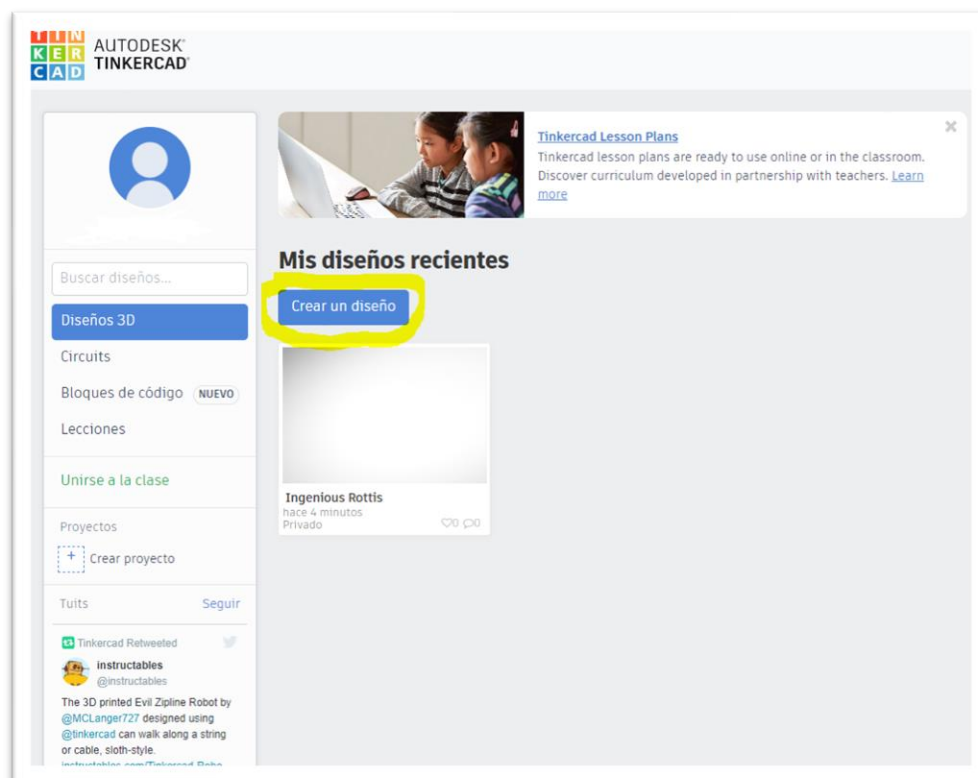 TIN
KER
CAD
AUTODESK®
TINKERCAD®
Tinkercad Lesson Plans
Tinkercad lesson plans are ready to use online or in the classroom.
Discover curriculum developed in partnership with teachers. Learn
more
Buscar diseños...
Diseños 3D
Circuits
Bloques de código NUEVO
Lecciones
Unirse a la clase
Proyectos
+ Crear proyecto
Tuits Seguir
Tinkercad Retweeted
instructables
@instructables
The 3D printed Evil Zipline Robot by
@MCLanger727 designed using
@tinkercad can walk along a string
or cable, sloth-style.
Mis diseños recientes
Crear un diseño
Ingenious Rottis
hace 4 minutos
Privado 0 0